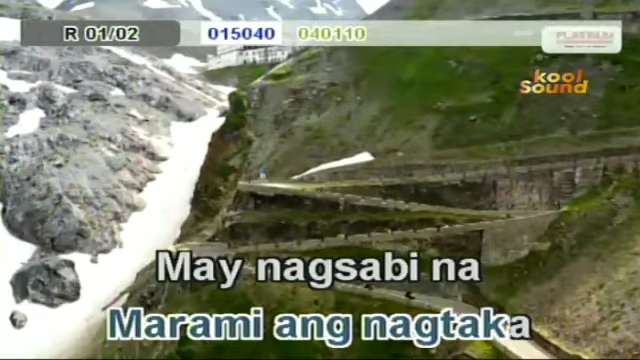 R 01/02 015040 040110
PLATINUM
kool
sound
May nagsabi na
Marami ang nagtaka